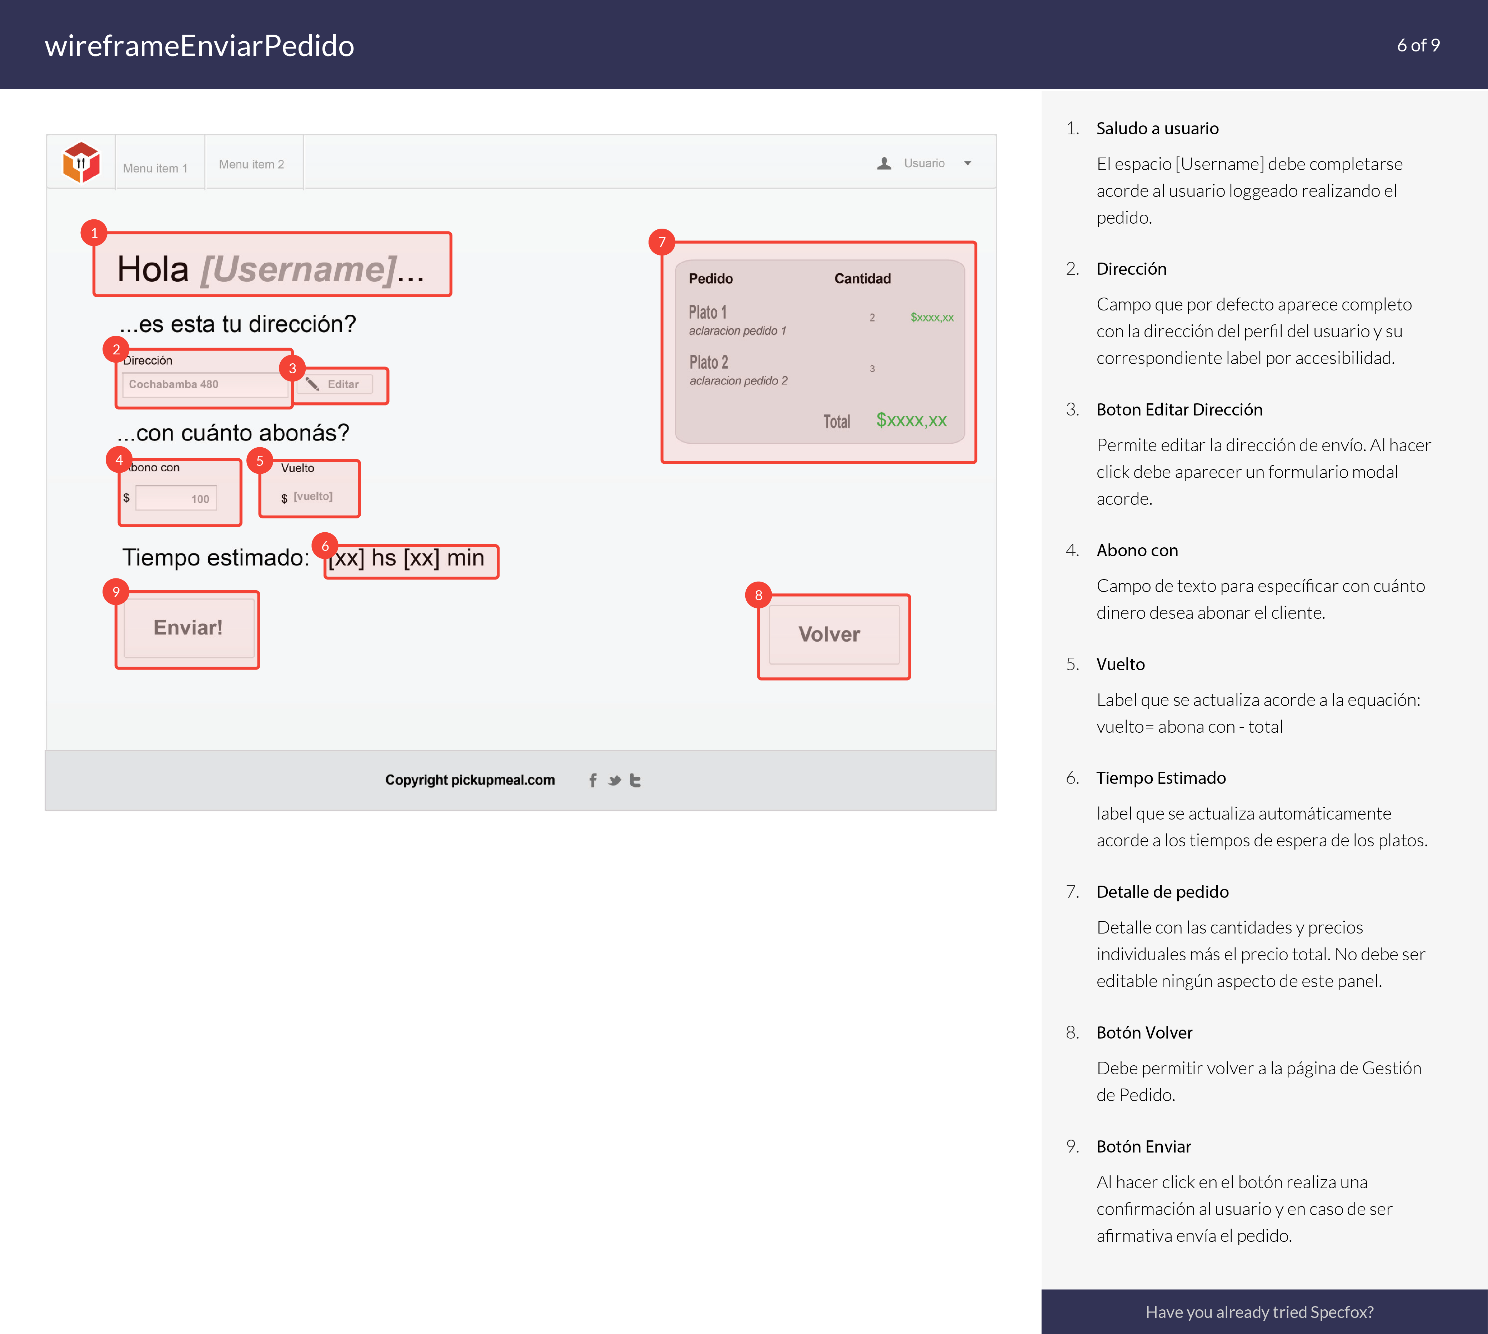 wireframeEnviarPedido
6 of 9
Menu item 1
Menu item 2
Usuario
1
Hola [Username]...
...es esta tu dirección?
2
Dirección
3
Cochabamba 480
Editar
...con cuánto abonás?
4
Abono con
5
Vuelto
$ 100
$ [vuelto]
6
Tiempo estimado: [xx] hs [xx] min
9
Enviar!
7
Pedido Cantidad
Plato 1 2 $xxxx,xx
aclaracion pedido 1
Plato 2 3
aclaracion pedido 2
Total $xxxx,xx
8
Volver
Copyright pickupmeal.com
1. Saludo a usuario
El espacio [Username] debe completarse
acorde al usuario loggeado realizando el
pedido.
2. Dirección
Campo que por defecto aparece completo
con la dirección del perfil del usuario y su
correspondiente label por accesibilidad.
3. Boton Editar Dirección
Permite editar la dirección de envío. Al hacer
click debe aparecer un formulario modal
acorde.
4. Abono con
Campo de texto para específicar con cuánto
dinero desea abonar el cliente.
5. Vuelto
Label que se actualiza acorde a la equación:
vuelto= abona con - total
6. Tiempo Estimado
label que se actualiza automáticamente
acorde a los tiempos de espera de los platos.
7. Detalle de pedido
Detalle con las cantidades y precios
individuales más el precio total. No debe ser
editable ningún aspecto de este panel.
8. Botón Volver
Debe permitir volver a la página de Gestión
de Pedido.
9. Botón Enviar
Al hacer click en el botón realiza una
confirmación al usuario y en caso de ser
afirmativa envía el pedido.
Have you already tried Specfox?